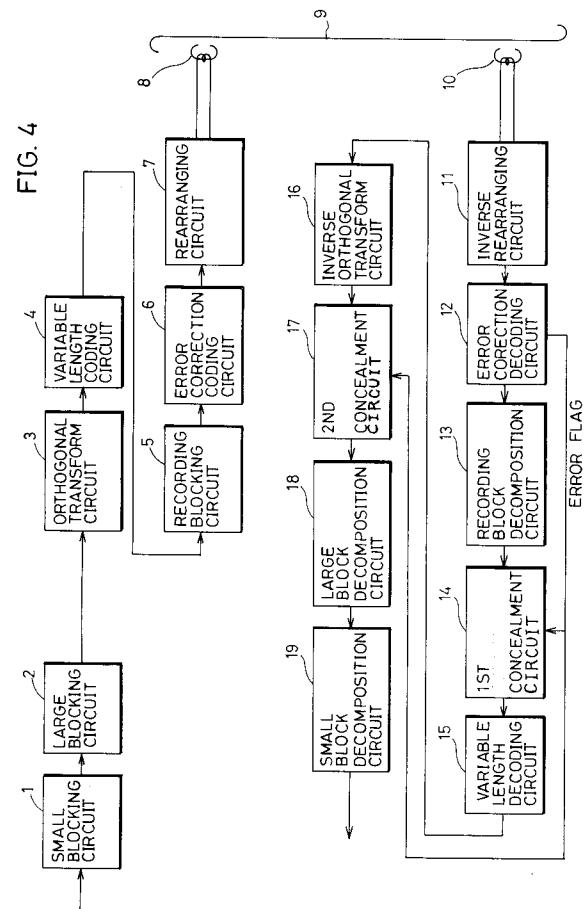 FIG. 4
1
SMALL
BLOCKING
CIRCUIT
2
LARGE
BLOCKING
CIRCUIT
3
ORTHOGONAL
TRANSFORM
CIRCUIT
4
VARIABLE
LENGTH
CODING
CIRCUIT
5
RECORDING
BLOCKING
CIRCUIT
6
ERROR
CORRECTION
CODING
CIRCUIT
7
REARRANGING
CIRCUIT
8
9
10
11
INVERSE
REARRANGING
CIRCUIT
12
ERROR
CORECTION
DECODING
CIRCUIT
13
RECORDING
BLOCK
DECOMPOSITION
CIRCUIT
14
1ST
CONCEALMENT
CIRCUIT
15
VARIABLE
LENGTH
DECODING
CIRCUIT
ERROR FLAG
16
INVERSE
ORTHOGONAL
TRANSFORM
CIRCUIT
17
2ND
CONCEALMENT
CIRCUIT
18
LARGE
BLOCK
DECOMPOSITION
CIRCUIT
19
SMALL
BLOCK
DECOMPOSITION
CIRCUIT